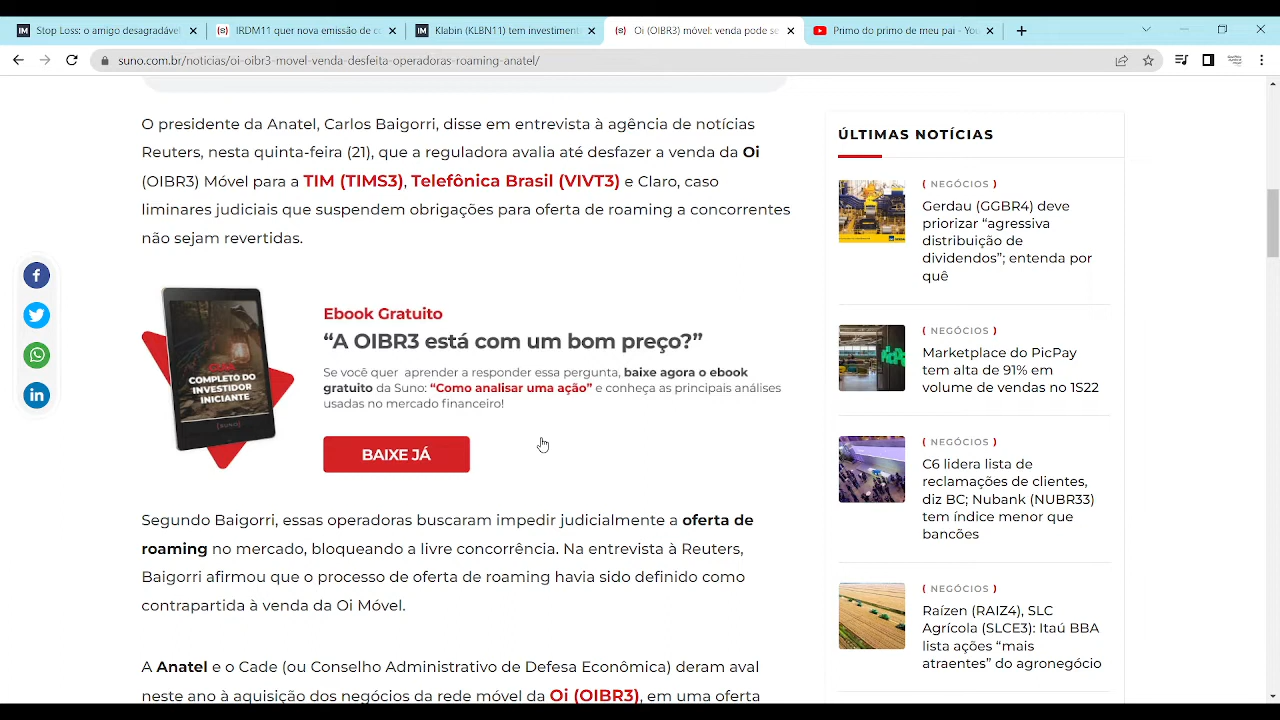 Stop Loss: o amigo desagradável
IRDM11 quer nova emissão de c
Klabin (KLBN11) tem investiment
Oi (OIBR3) móvel: venda pode se
Primo do primo de meu pai - You
suno.com.br/noticias/oi-oibr3-movel-venda-desfeita-operadoras-roaming-anatel/
O presidente da Anatel, Carlos Baigorri, disse em entrevista à agência de notícias
Reuters, nesta quinta-feira (21), que a reguladora avalia até desfazer a venda da Oi
(OIBR3) Móvel para a TIM (TIMS3), Telefônica Brasil (VIVT3) e Claro, caso
liminares judiciais que suspendem obrigações para oferta de roaming a concorrentes
não sejam revertidas.
COMPLETO DO
INVESTIDOR
INICIANTE
Ebook Gratuito
“A OIBR3 está com um bom preço?”
Se você quer aprender a responder essa pergunta, baixe agora o ebook
gratuito da Suno: “Como analisar uma ação” e conheça as principais análises
usadas no mercado financeiro!
BAIXE JÁ
Segundo Baigorri, essas operadoras buscaram impedir judicialmente a oferta de
roaming no mercado, bloqueando a livre concorrência. Na entrevista à Reuters,
Baigorri afirmou que o processo de oferta de roaming havia sido definido como
contrapartida à venda da Oi Móvel.
A Anatel e o Cade (ou Conselho Administrativo de Defesa Econômica) deram aval
neste ano à aquisição dos negócios da rede móvel da Oi (OIBR3), em uma oferta
ÚLTIMAS NOTÍCIAS
( NEGÓCIOS )
Gerdau (GGBR4) deve
priorizar “agressiva
distribuição de
dividendos”; entenda por
quê
( NEGÓCIOS )
Marketplace do PicPay
tem alta de 91% em
volume de vendas no 1S22
( NEGÓCIOS )
C6 lidera lista de
reclamações de clientes,
diz BC; Nubank (NUBR33)
tem índice menor que
bancões
( NEGÓCIOS )
Raízen (RAIZ4), SLC
Agrícola (SLCE3): Itaú BBA
lista ações “mais
atraentes” do agronegócio